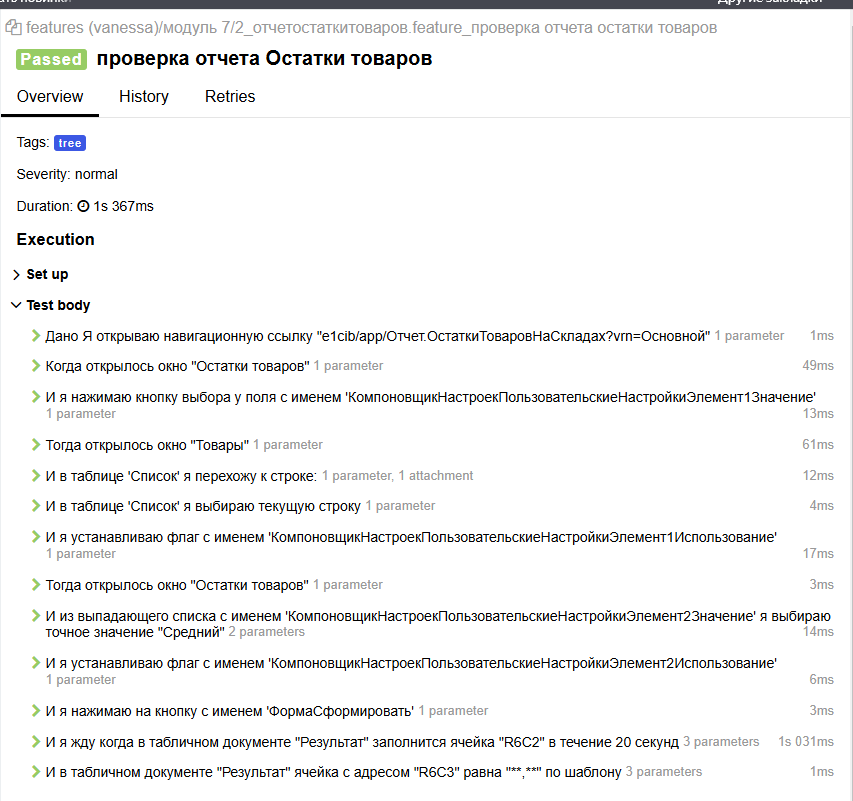 Другие закладки
features (vanessa)/модуль 7/2_отчетостаткитоваров.feature_проверка отчета остатки товаров
Passed проверка отчета Остатки товаров
Overview History Retries
Tags: tree
Severity: normal
Duration: 1s 367ms
Execution
Set up
Test body
Дано Я открываю навигационную ссылку "e1cib/app/Отчет.ОстаткиТоваровНаСкладах?vrn=Основной" 1 parameter 1ms
Когда открылось окно "Остатки товаров" 1 parameter 49ms
И я нажимаю кнопку выбора у поля с именем 'КомпоновщикНастроекПользовательскиеНастройкиЭлемент1Значение'
1 parameter 13ms
Тогда открылось окно "Товары" 1 parameter 61ms
И в таблице 'Список' я перехожу к строке: 1 parameter, 1 attachment 12ms
И в таблице 'Список' я выбираю текущую строку 1 parameter 4ms
И я устанавливаю флаг с именем 'КомпоновщикНастроекПользовательскиеНастройкиЭлемент1Использование'
1 parameter 17ms
Тогда открылось окно "Остатки товаров" 1 parameter 3ms
И из выпадающего списка с именем 'КомпоновщикНастроекПользовательскиеНастройкиЭлемент2Значение' я выбираю
точное значение "Средний" 2 parameters 14ms
И я устанавливаю флаг с именем 'КомпоновщикНастроекПользовательскиеНастройкиЭлемент2Использование'
1 parameter 6ms
И я нажимаю на кнопку с именем 'ФормаСформировать' 1 parameter 3ms
И я жду когда в табличном документе "Результат" заполнится ячейка "R6C2" в течение 20 секунд 3 parameters 1s 031ms
И в табличном документе "Результат" ячейка с адресом "R6C3" равна "**,**" по шаблону 3 parameters 1ms